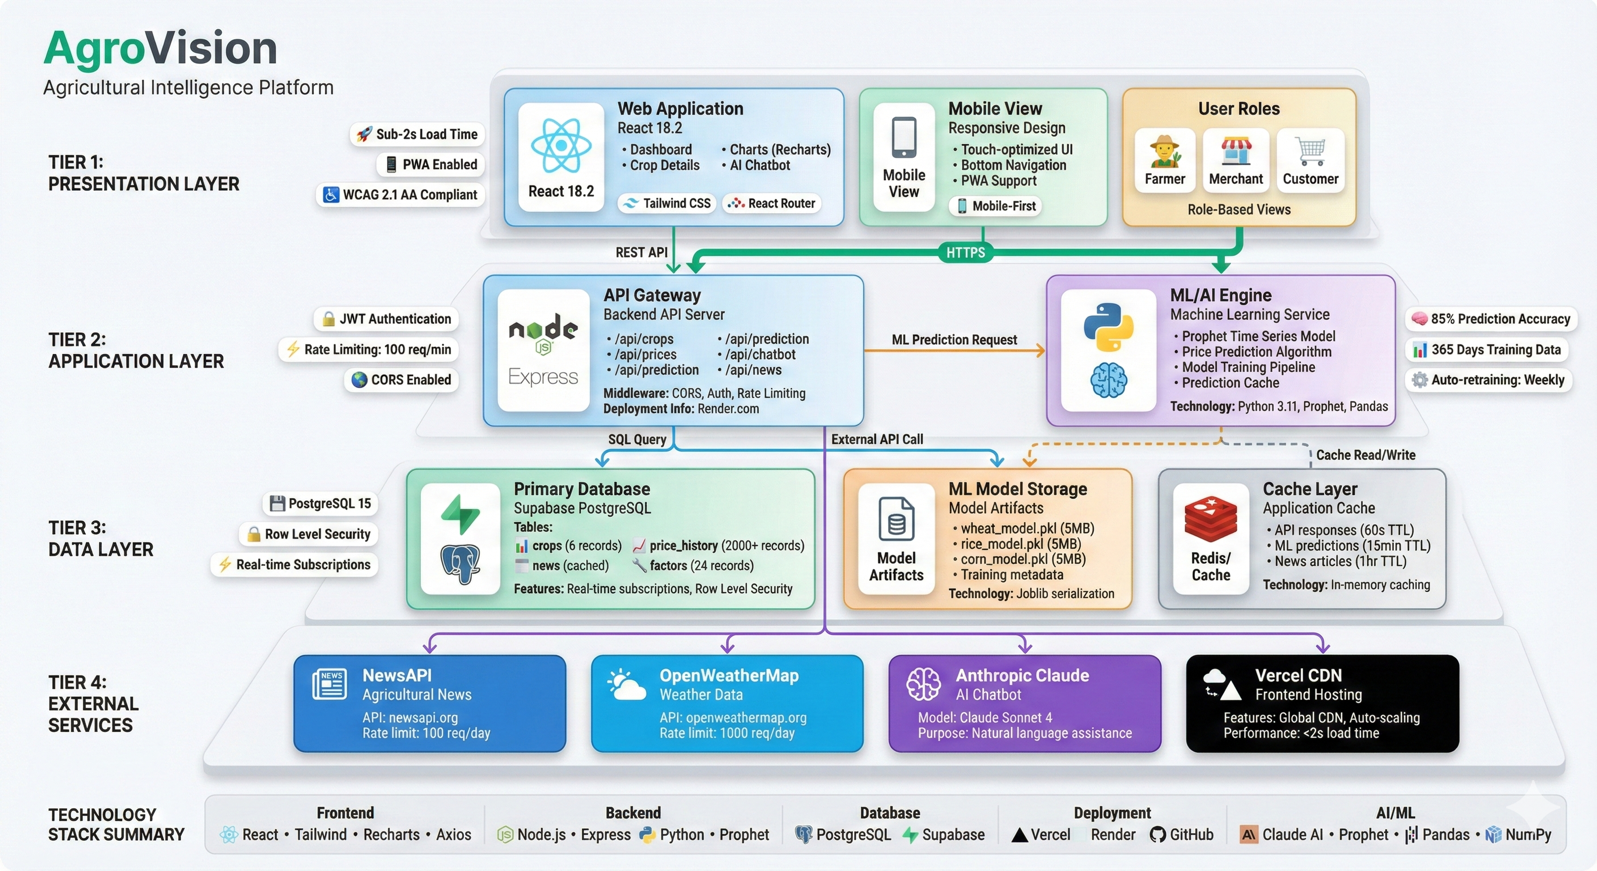 AgroVision
Agricultural Intelligence Platform
TIER 1:
PRESENTATION LAYER
Sub-2s Load Time
PWA Enabled
WCAG 2.1 AA Compliant
React 18.2
Web Application
React 18.2
• Dashboard
• Crop Details
• Charts (Recharts)
• AI Chatbot
Tailwind CSS
React Router
Mobile
View
Mobile View
Responsive Design
• Touch-optimized UI
• Bottom Navigation
• PWA Support
Mobile-First
User Roles
Farmer
Merchant
Customer
Role-Based Views
REST API
HTTPS
TIER 2:
APPLICATION LAYER
JWT Authentication
Rate Limiting: 100 req/min
CORS Enabled
node
JS
Express
API Gateway
Backend API Server
• /api/crops
• /api/prices
• /api/prediction
• /api/prediction
• /api/chatbot
• /api/news
Middleware: CORS, Auth, Rate Limiting
Deployment Info: Render.com
ML Prediction Request
ML/AI Engine
Machine Learning Service
• Prophet Time Series Model
• Price Prediction Algorithm
• Model Training Pipeline
• Prediction Cache
Technology: Python 3.11, Prophet, Pandas
85% Prediction Accuracy
365 Days Training Data
Auto-retraining: Weekly
SQL Query
External API Call
Cache Read/Write
TIER 3:
DATA LAYER
PostgreSQL 15
Row Level Security
Real-time Subscriptions
Primary Database
Supabase PostgreSQL
Tables:
crops (6 records)
price_history (2000+ records)
news (cached)
factors (24 records)
Features: Real-time subscriptions, Row Level Security
Model
Artifacts
ML Model Storage
Model Artifacts
• wheat_model.pkl (5MB)
• rice_model.pkl (5MB)
• corn_model.pkl (5MB)
• Training metadata
Technology: Joblib serialization
Redis/
Cache
Cache Layer
Application Cache
• API responses (60s TTL)
• ML predictions (15min TTL)
• News articles (1hr TTL)
Technology: In-memory caching
TIER 4:
EXTERNAL
SERVICES
NEWS
NewsAPI
Agricultural News
API: newsapi.org
Rate limit: 100 req/day
OpenWeatherMap
Weather Data
API: openweathermap.org
Rate limit: 1000 req/day
Anthropic Claude
AI Chatbot
Model: Claude Sonnet 4
Purpose: Natural language assistance
Vercel CDN
Frontend Hosting
Features: Global CDN, Auto-scaling
Performance: <2s load time
TECHNOLOGY
STACK SUMMARY
Frontend
React • Tailwind • Recharts • Axios
Backend
Node.js • Express Python • Prophet
Database
PostgreSQL Supabase
Deployment
Vercel Render GitHub
AI/ML
Claude AI • Prophet • Pandas • NumPy